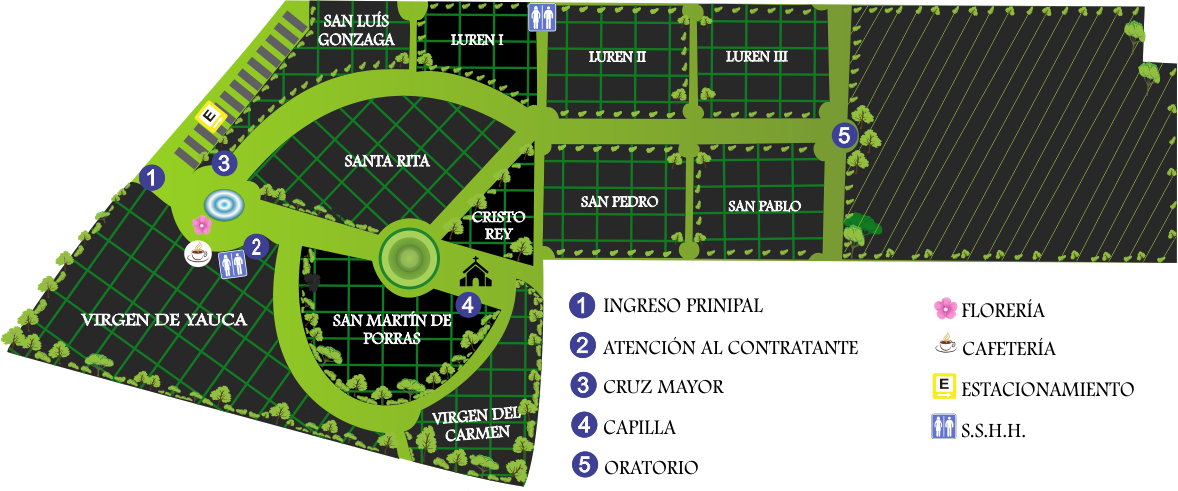 SAN LUÍS
GONZAGA
LUREN I
LUREN II
LUREN III
E
5
SANTA RITA
3
1
SAN PEDRO
SAN PABLO
CRISTO
REY
2
4
VIRGEN DE YAUCA
SAN MARTÍN DE
PORRAS
VIRGEN DEL
CARMEN
1 INGRESO PRINIPAL
2 ATENCIÓN AL CONTRATANTE
3 CRUZ MAYOR
4 CAPILLA
5 ORATORIO
FLORERÍA
CAFETERÍA
E ESTACIONAMIENTO
S.S.H.H.